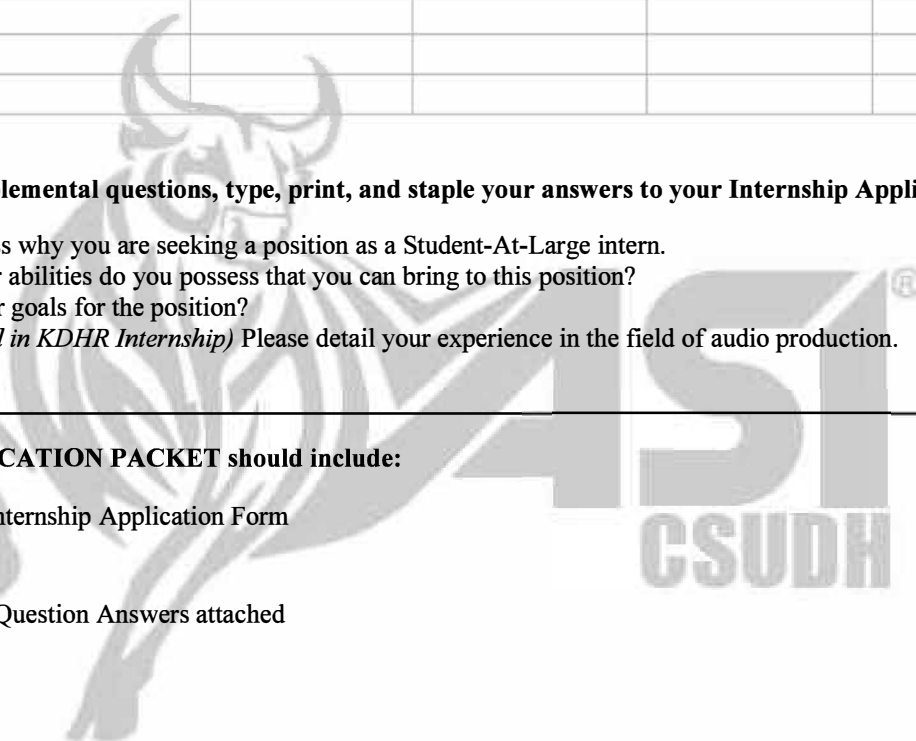 lemental questions, type, print, and staple your answers to your Internship Appli
s why you are seeking a position as a Student-At-Large intern.
r abilities do you possess that you can bring to this position?
r goals for the position?
d in KDHR Internship) Please detail your experience in the field of audio production.
ASI®
CATION PACKET should include:
nternship Application Form
CSUDH
Question Answers attached